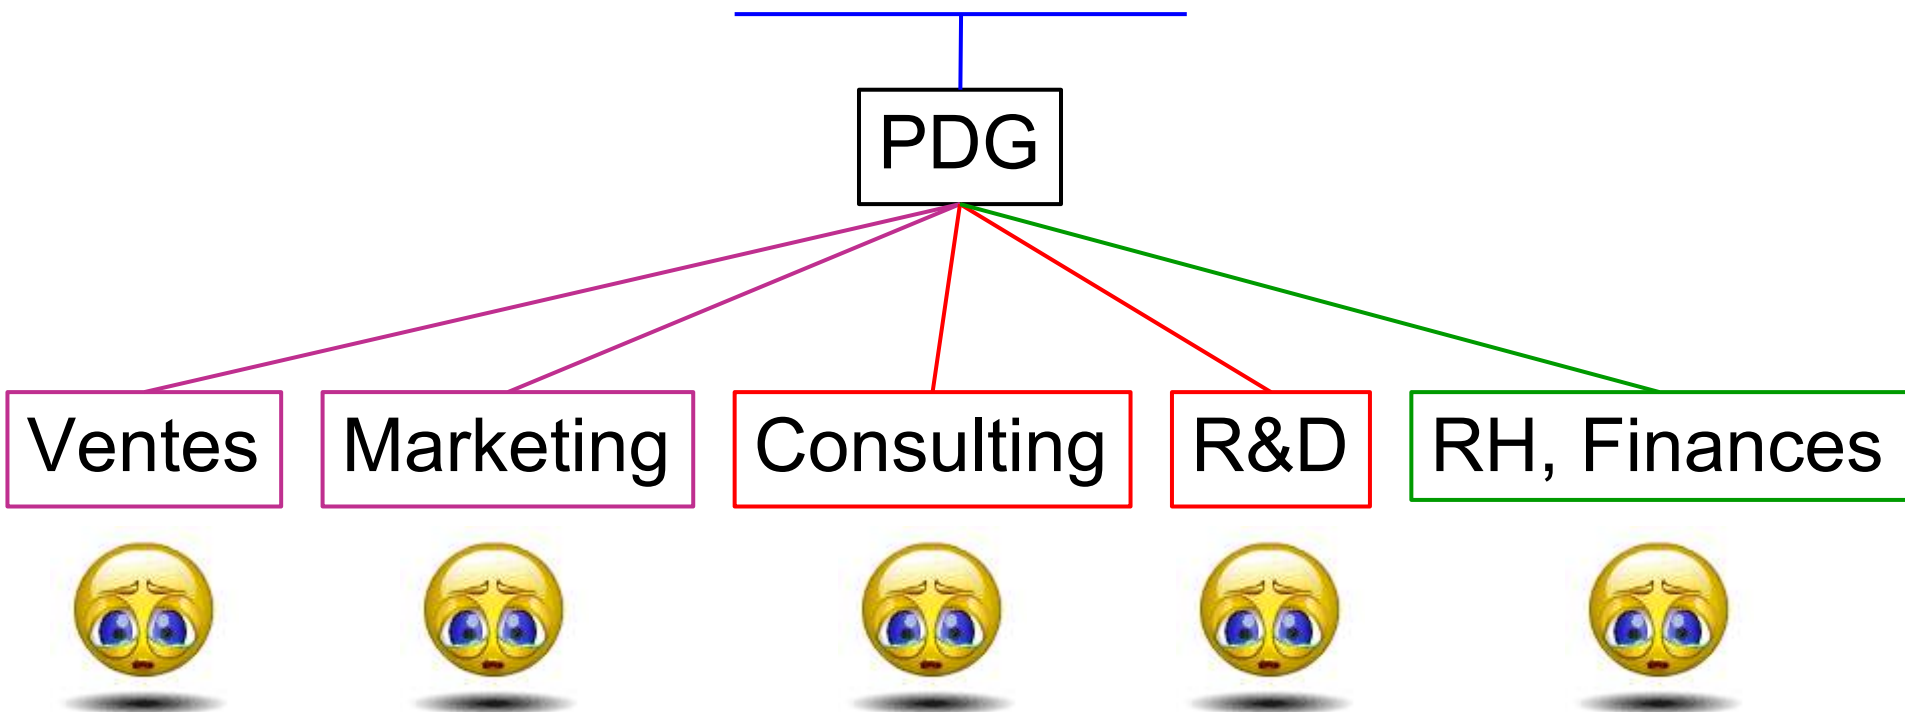 PDG
Ventes
Marketing
Consulting
R&D
RH, Finances